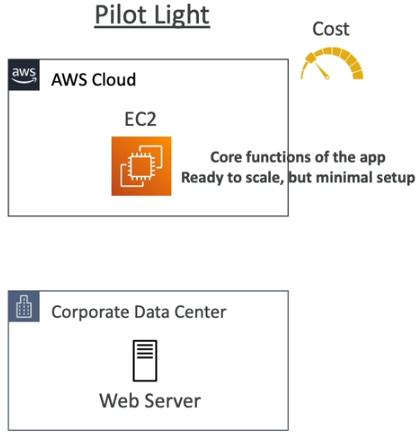 Pilot Light
Cost
aws
AWS Cloud
EC2
Core functions of the app
Ready to scale, but minimal setup
Corporate Data Center
Web Server